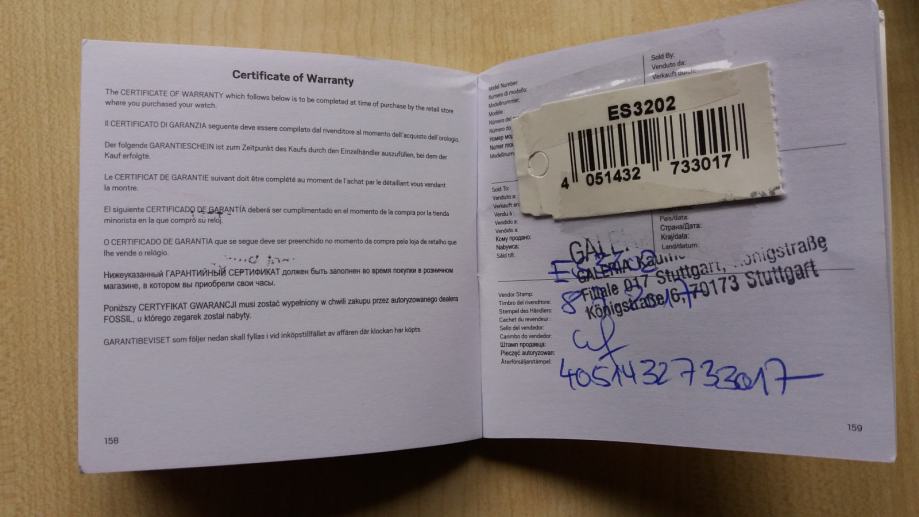 Certificate of Warranty
The CERTIFICATE OF WARRANTY which follows below is to be completed at time of purchase by the retail store
where you purchased your watch.
Il CERTIFICATO DI GARANZIA seguente deve essere compilato dal rivenditore al momento dell'acquisto dell'orologio.
Der folgende GARANTIESCHEIN ist zum Zeitpunkt des Kaufs durch den Einzelhändler auszufüllen, bei dem der
Kauf erfolgte.
Le CERTIFICAT DE GARANTIE suivant doit être complété au moment de l'achat par le détaillant vous vendant
la montre.
El siguiente CERTIFICADO DE GARANTÍA deberá ser cumplimentado en el momento de la compra por la tienda
minorista en la que compró su reloj.
O CERTIFICADO DE GARANTIA que se segue deve ser preenchido no momento da compra pela loja de retalho que
lhe vende o relógio.
Нижеуказанный ГАРАНТИЙНЫЙ СЕРТИФИКАТ должен быть заполнен во время покупки в розничном
магазине, в котором вы приобрели свои часы.
Poniższy CERTYFIKAT GWARANCJI musi zostać wypełniony w chwili zakupu przez autoryzowanego dealera
FOSSIL, u którego zegarek został nabyty.
GARANTIBEVISET som följer nedan skall fyllas i vid inköpstillfället av affären där klockan har köpts.
158
Model Number:
Numero di modello:
Modellnummer:
Modèle
Sold By:
Venduto da:
Verkauft durch:
ES3202
4 051432 733017
Sold To:
Venduto a:
Verkauft an:
Vendu à
Vendido a
Vendido a
Кому продано:
Nabywca:
Såld till:
País/data:
Страна/Дата:
Kraj/data:
Land/datum:
GALERIA
Filiale 017 Stuttgart, Königstraße
Königstraße 6, 70173 Stuttgart
ES3202
Vendor Stamp:
Timbro del rivenditore:
Stempel des Händlers:
Cachet du revendeur:
Sello del vendedor:
Carimbo do vendedor:
Штамп продавца:
Pieczęć autoryzowan:
Återförsäljarstämpel:
4051432733017
159